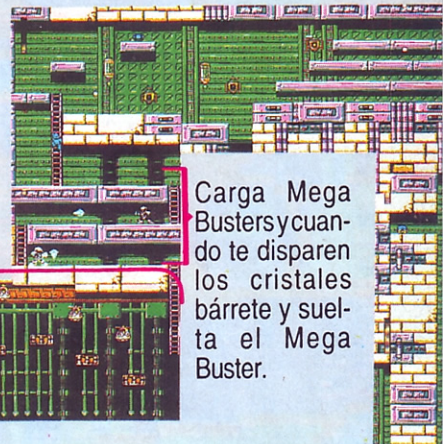 Carga Mega
Bustersycuan-
do te disparen
los cristales
bárrete y suel-
ta el Mega
Buster.